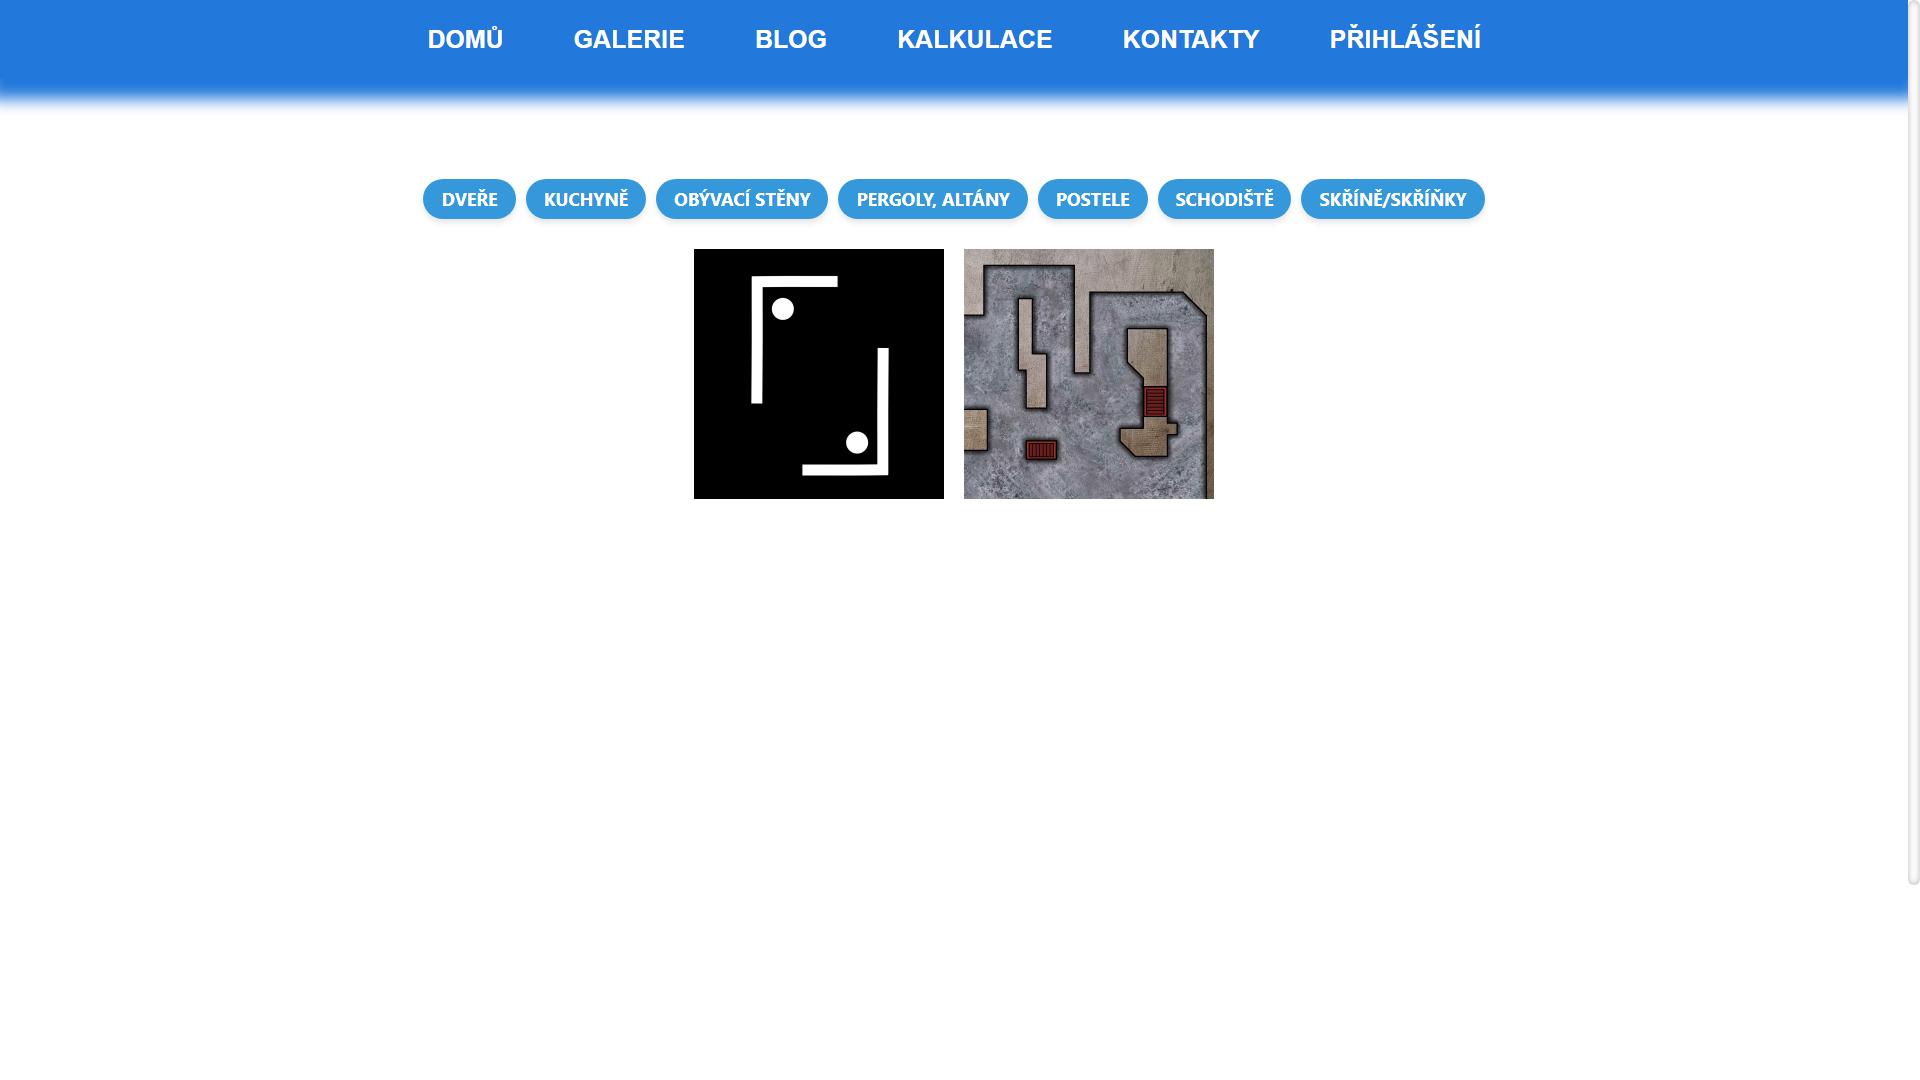 DOMŮ GALERIE BLOG KALKULACE KONTAKTY PŘIHLÁŠENÍ
DVEŘE KUCHYNĚ OBÝVACÍ STĚNY PERGOLY, ALTÁNY POSTELE SCHODIŠTĚ SKŘÍNĚ/SKŘÍŇKY